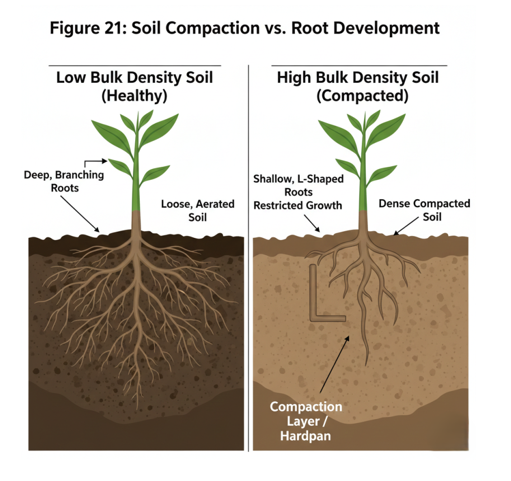 Figure 21: Soil Compaction vs. Root Development
Low Bulk Density Soil
(Healthy)
Deep, Branching
Roots
Loose, Aerated
Soil
High Bulk Density Soil
(Compacted)
Shallow, L-Shaped
Roots
Restricted Growth
Dense Compacted
Soil
L
Compaction
Layer /
Hardpan